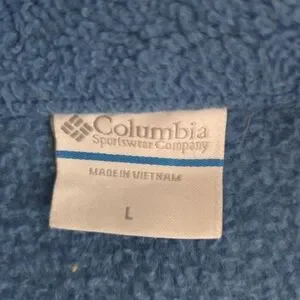 Columbia
Sportswear Company
MADE IN VIETNAM
L